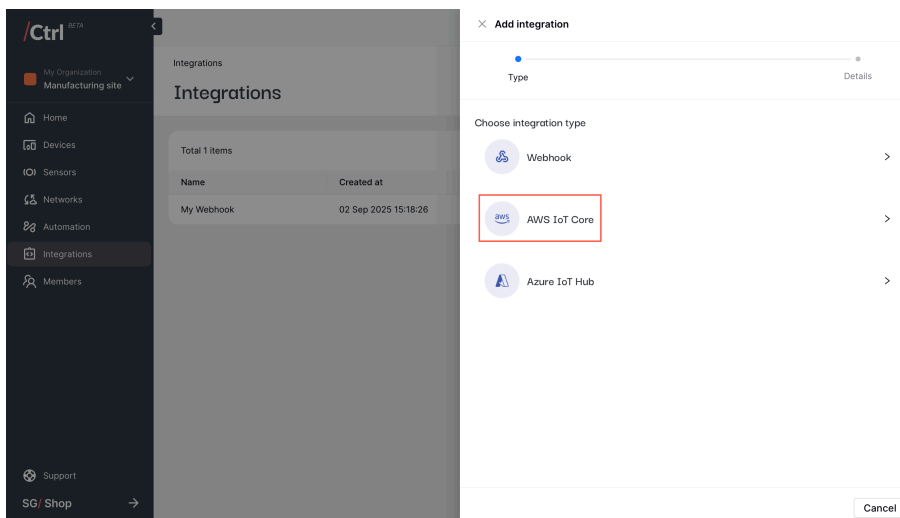 /Ctrl BETA
My Organization
Manufacturing site
Home
Devices
Sensors
Networks
Automation
Integrations
Members
Support
SG/ Shop
Integrations
Integrations
Total 1 items
Name Created at
My Webhook 02 Sep 2025 15:18:26
Add integration
Type Details
Choose integration type
Webhook
aws AWS IoT Core
Azure IoT Hub
Cancel